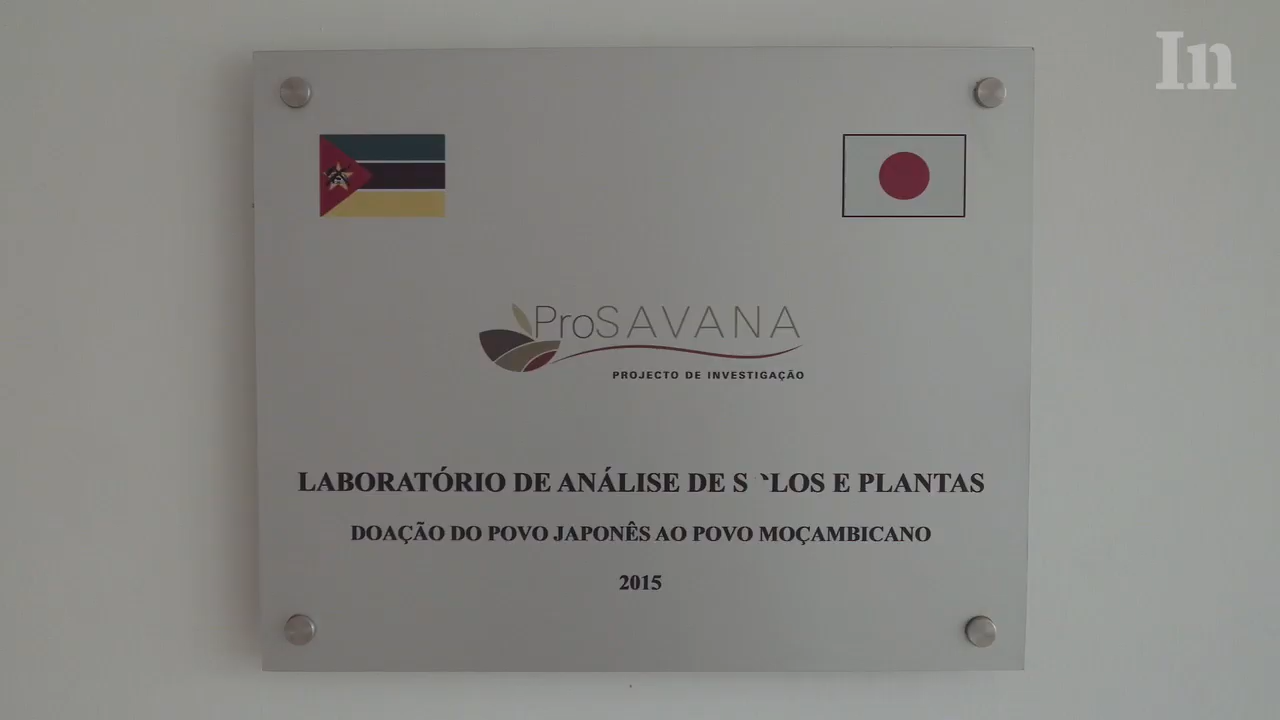 In
ProSAVANA
PROJECTO DE INVESTIGAÇÃO
LABORATÓRIO DE ANÁLISE DE S `LOS E PLANTAS
DOAÇÃO DO POVO JAPONÊS AO POVO MOÇAMBICANO
2015